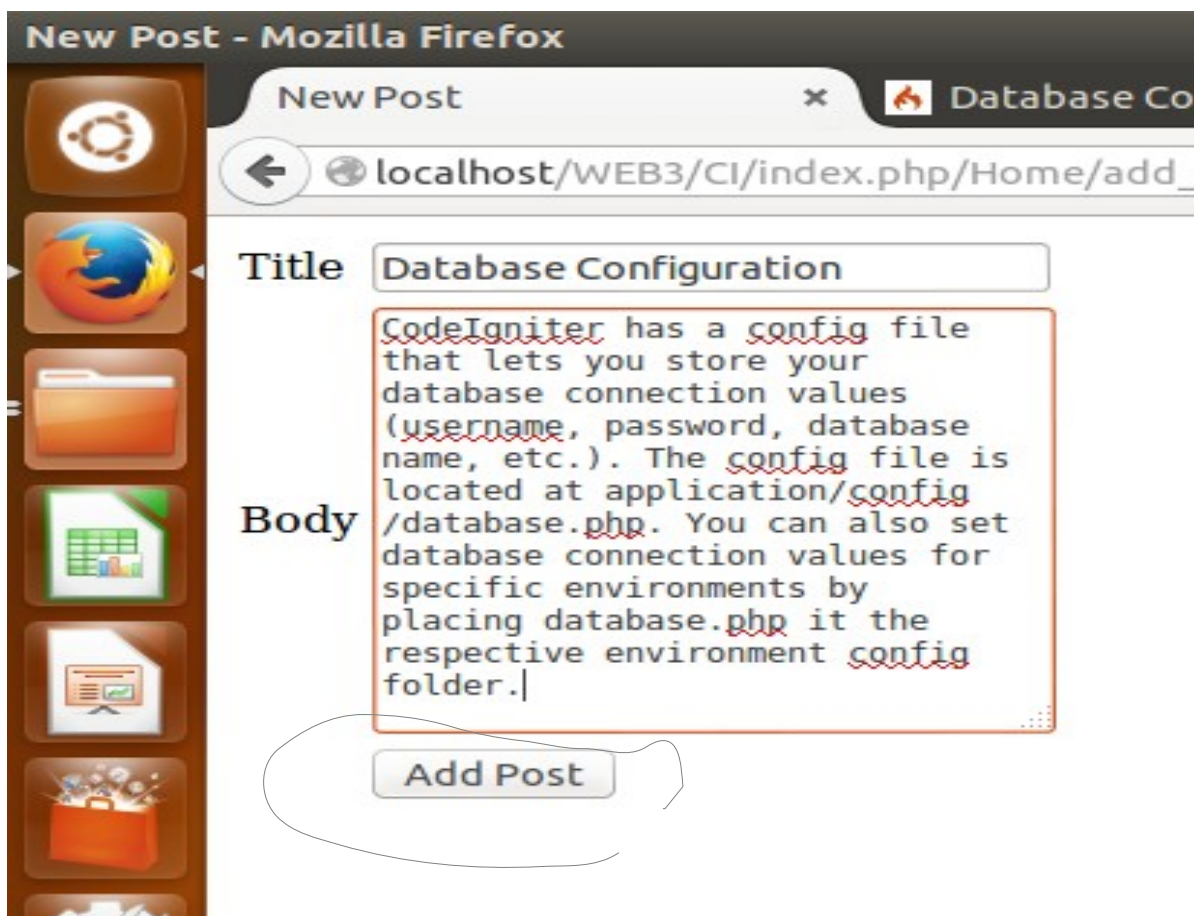 New Post - Mozilla Firefox
New Post × Database Co
localhost/WEB3/CI/index.php/Home/add_
Title Database Configuration
Body
CodeIgniter has a config file
that lets you store your
database connection values
(username, password, database
name, etc.). The config file is
located at application/config
/database.php. You can also set
database connection values for
specific environments by
placing database.php it the
respective environment config
folder.
Add Post